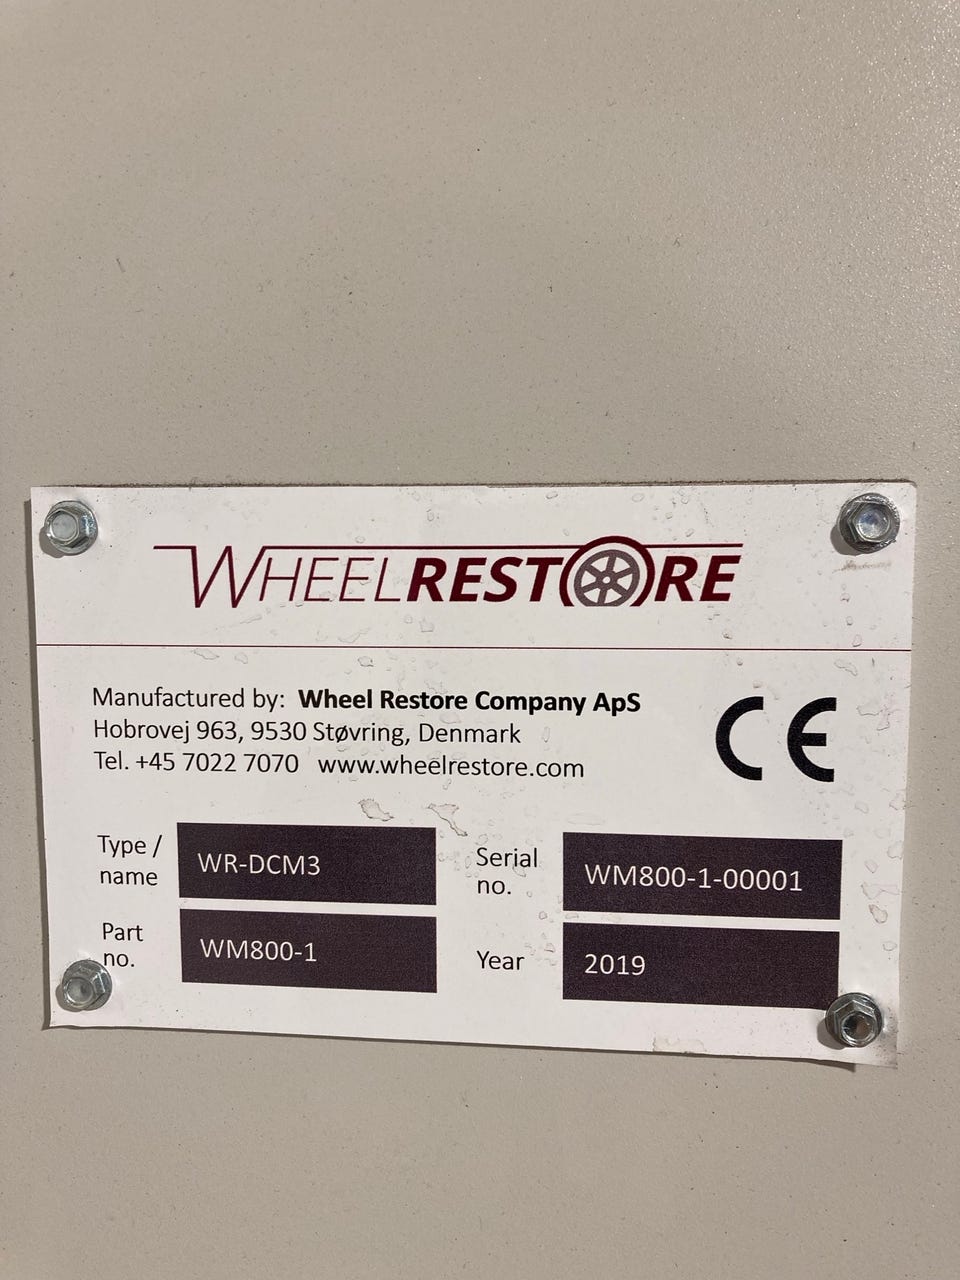 WHEELRESTORE
Manufactured by: Wheel Restore Company ApS
Hobrovej 963, 9530 Støvring, Denmark
Tel. +45 7022 7070 www.wheelrestore.com
CE
Type / name WR-DCM3
Serial no. WM800-1-00001
Part no. WM800-1
Year 2019